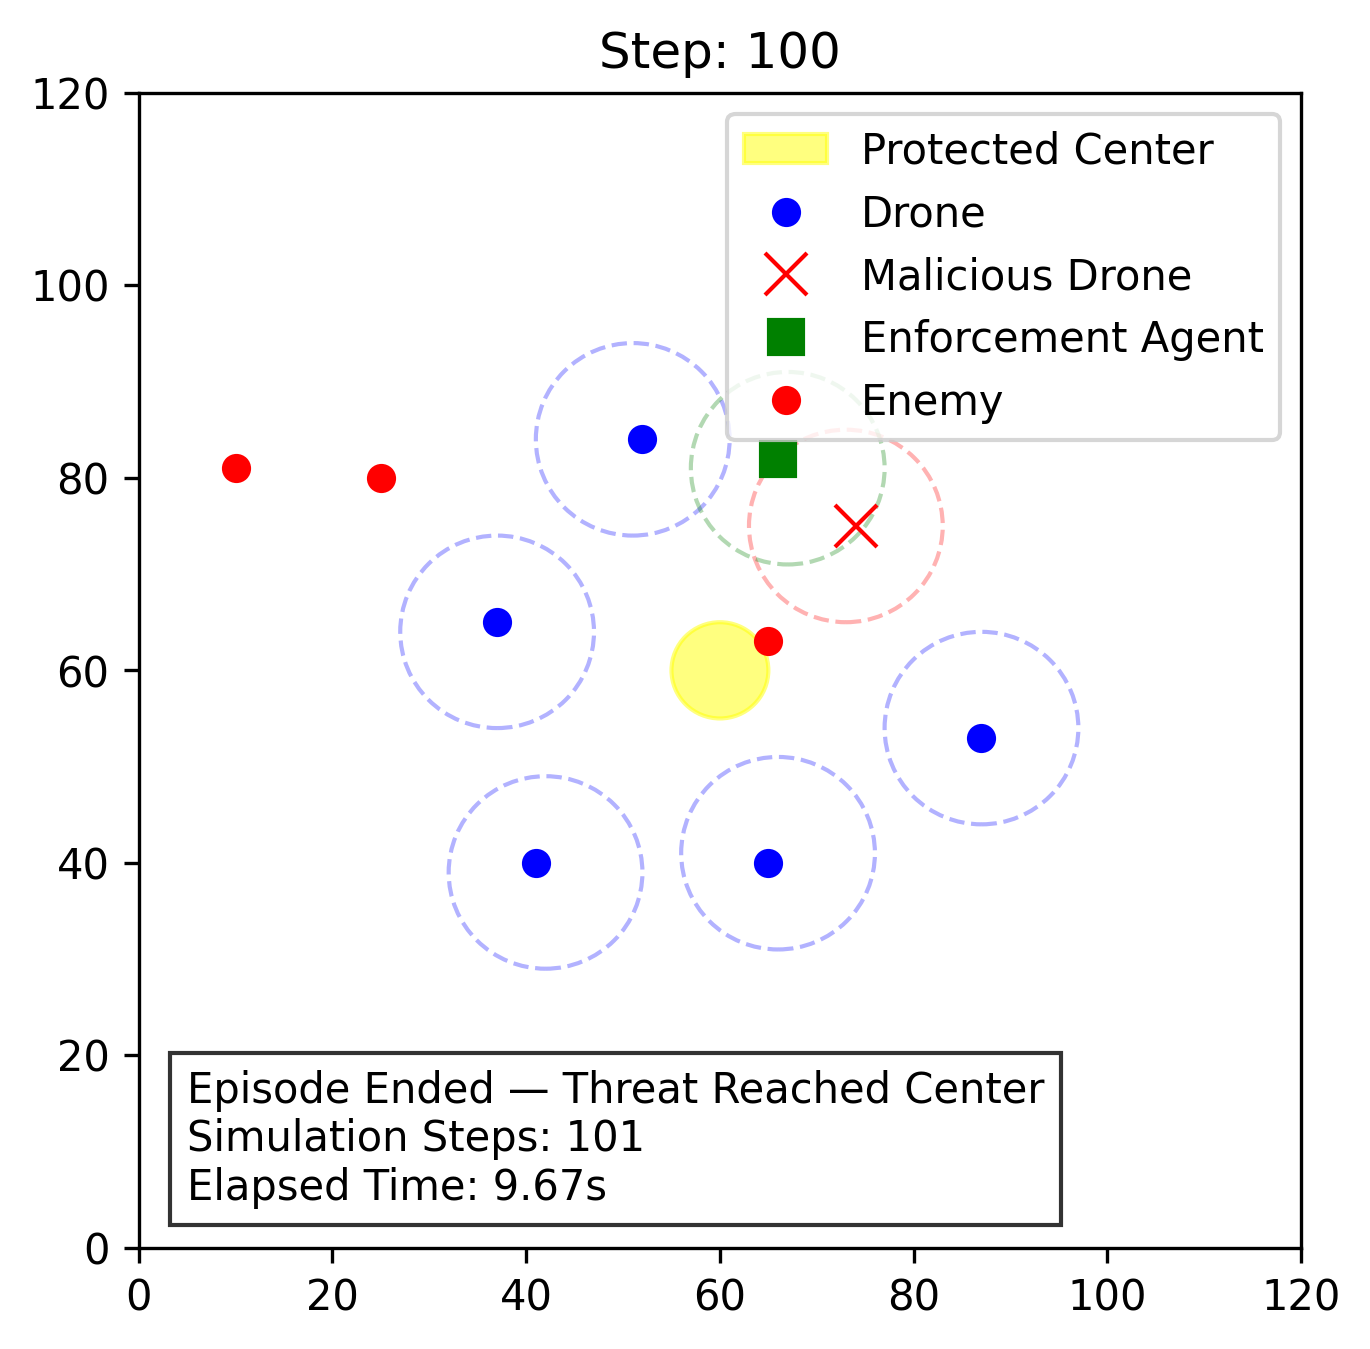 Step: 100
120
100
80
60
40
20
0
Protected Center
Drone
Malicious Drone
Enforcement Agent
Enemy
Episode Ended — Threat Reached Center
Simulation Steps: 101
Elapsed Time: 9.67s
0 20 40 60 80 100 120